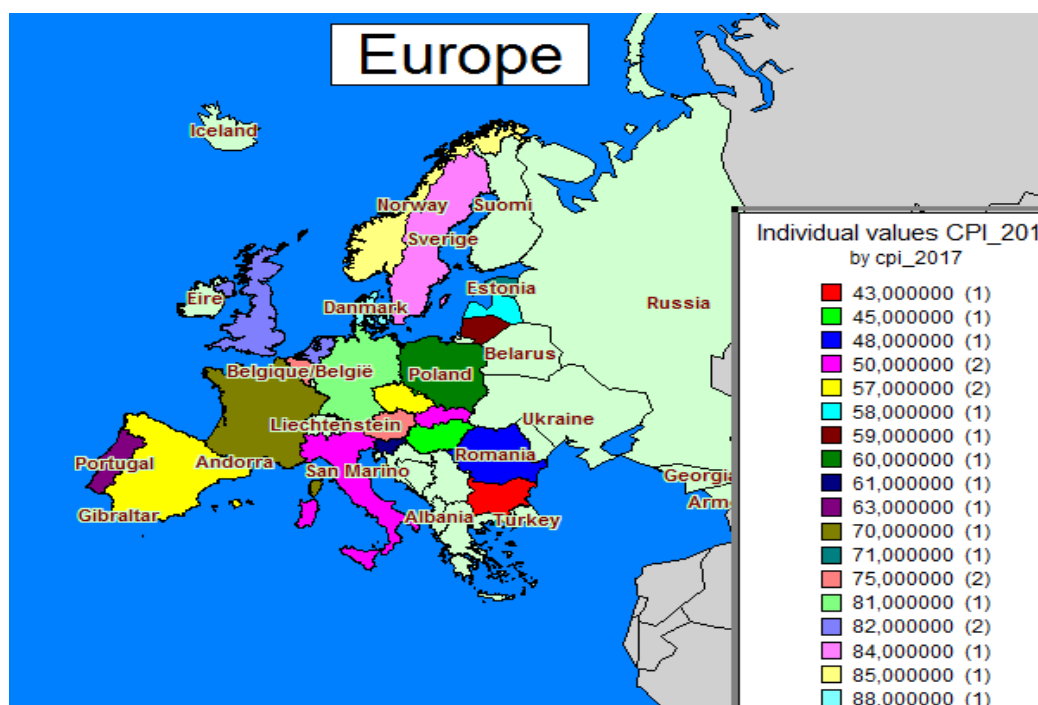 Europe
Iceland
Norway
Suomi
Sverige
Eire
Danmark
Estonia
Russia
Belarus
Belgique/België
Poland
Liechtenstein
Ukraine
Portugal
Andorra
San Marino
Romania
Georgia
Arme
Gibraltar
Albania
Turkey
Individual values CPI_201
by cpi_2017
43,000000 (1)
45,000000 (1)
48,000000 (1)
50,000000 (2)
57,000000 (2)
58,000000 (1)
59,000000 (1)
60,000000 (1)
61,000000 (1)
63,000000 (1)
70,000000 (1)
71,000000 (1)
75,000000 (2)
81,000000 (1)
82,000000 (2)
84,000000 (1)
85,000000 (1)
88,000000 (1)